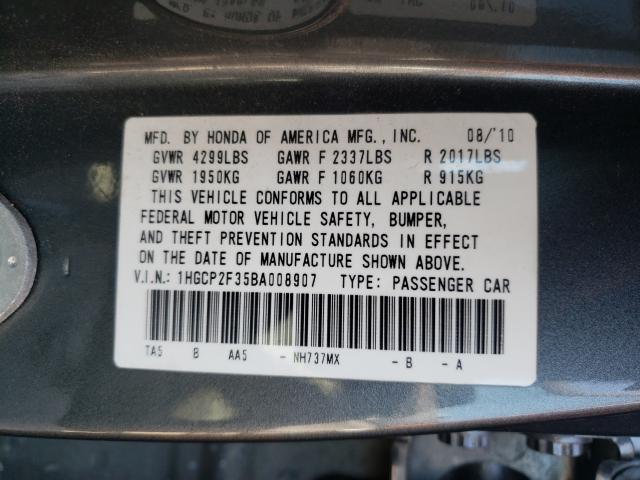 MFD. BY HONDA OF AMERICA MFG., INC. 08/'10
GVWR 4299LBS GAWR F 2337LBS R 2017LBS
GVWR 1950KG GAWR F 1060KG R 915KG
THIS VEHICLE CONFORMS TO ALL APPLICABLE
FEDERAL MOTOR VEHICLE SAFETY, BUMPER,
AND THEFT PREVENTION STANDARDS IN EFFECT
ON THE DATE OF MANUFACTURE SHOWN ABOVE.
V.I.N.: 1HGCP2F35BA008907 TYPE: PASSENGER CAR
TA5 B AA5 - NH737MX - B - A